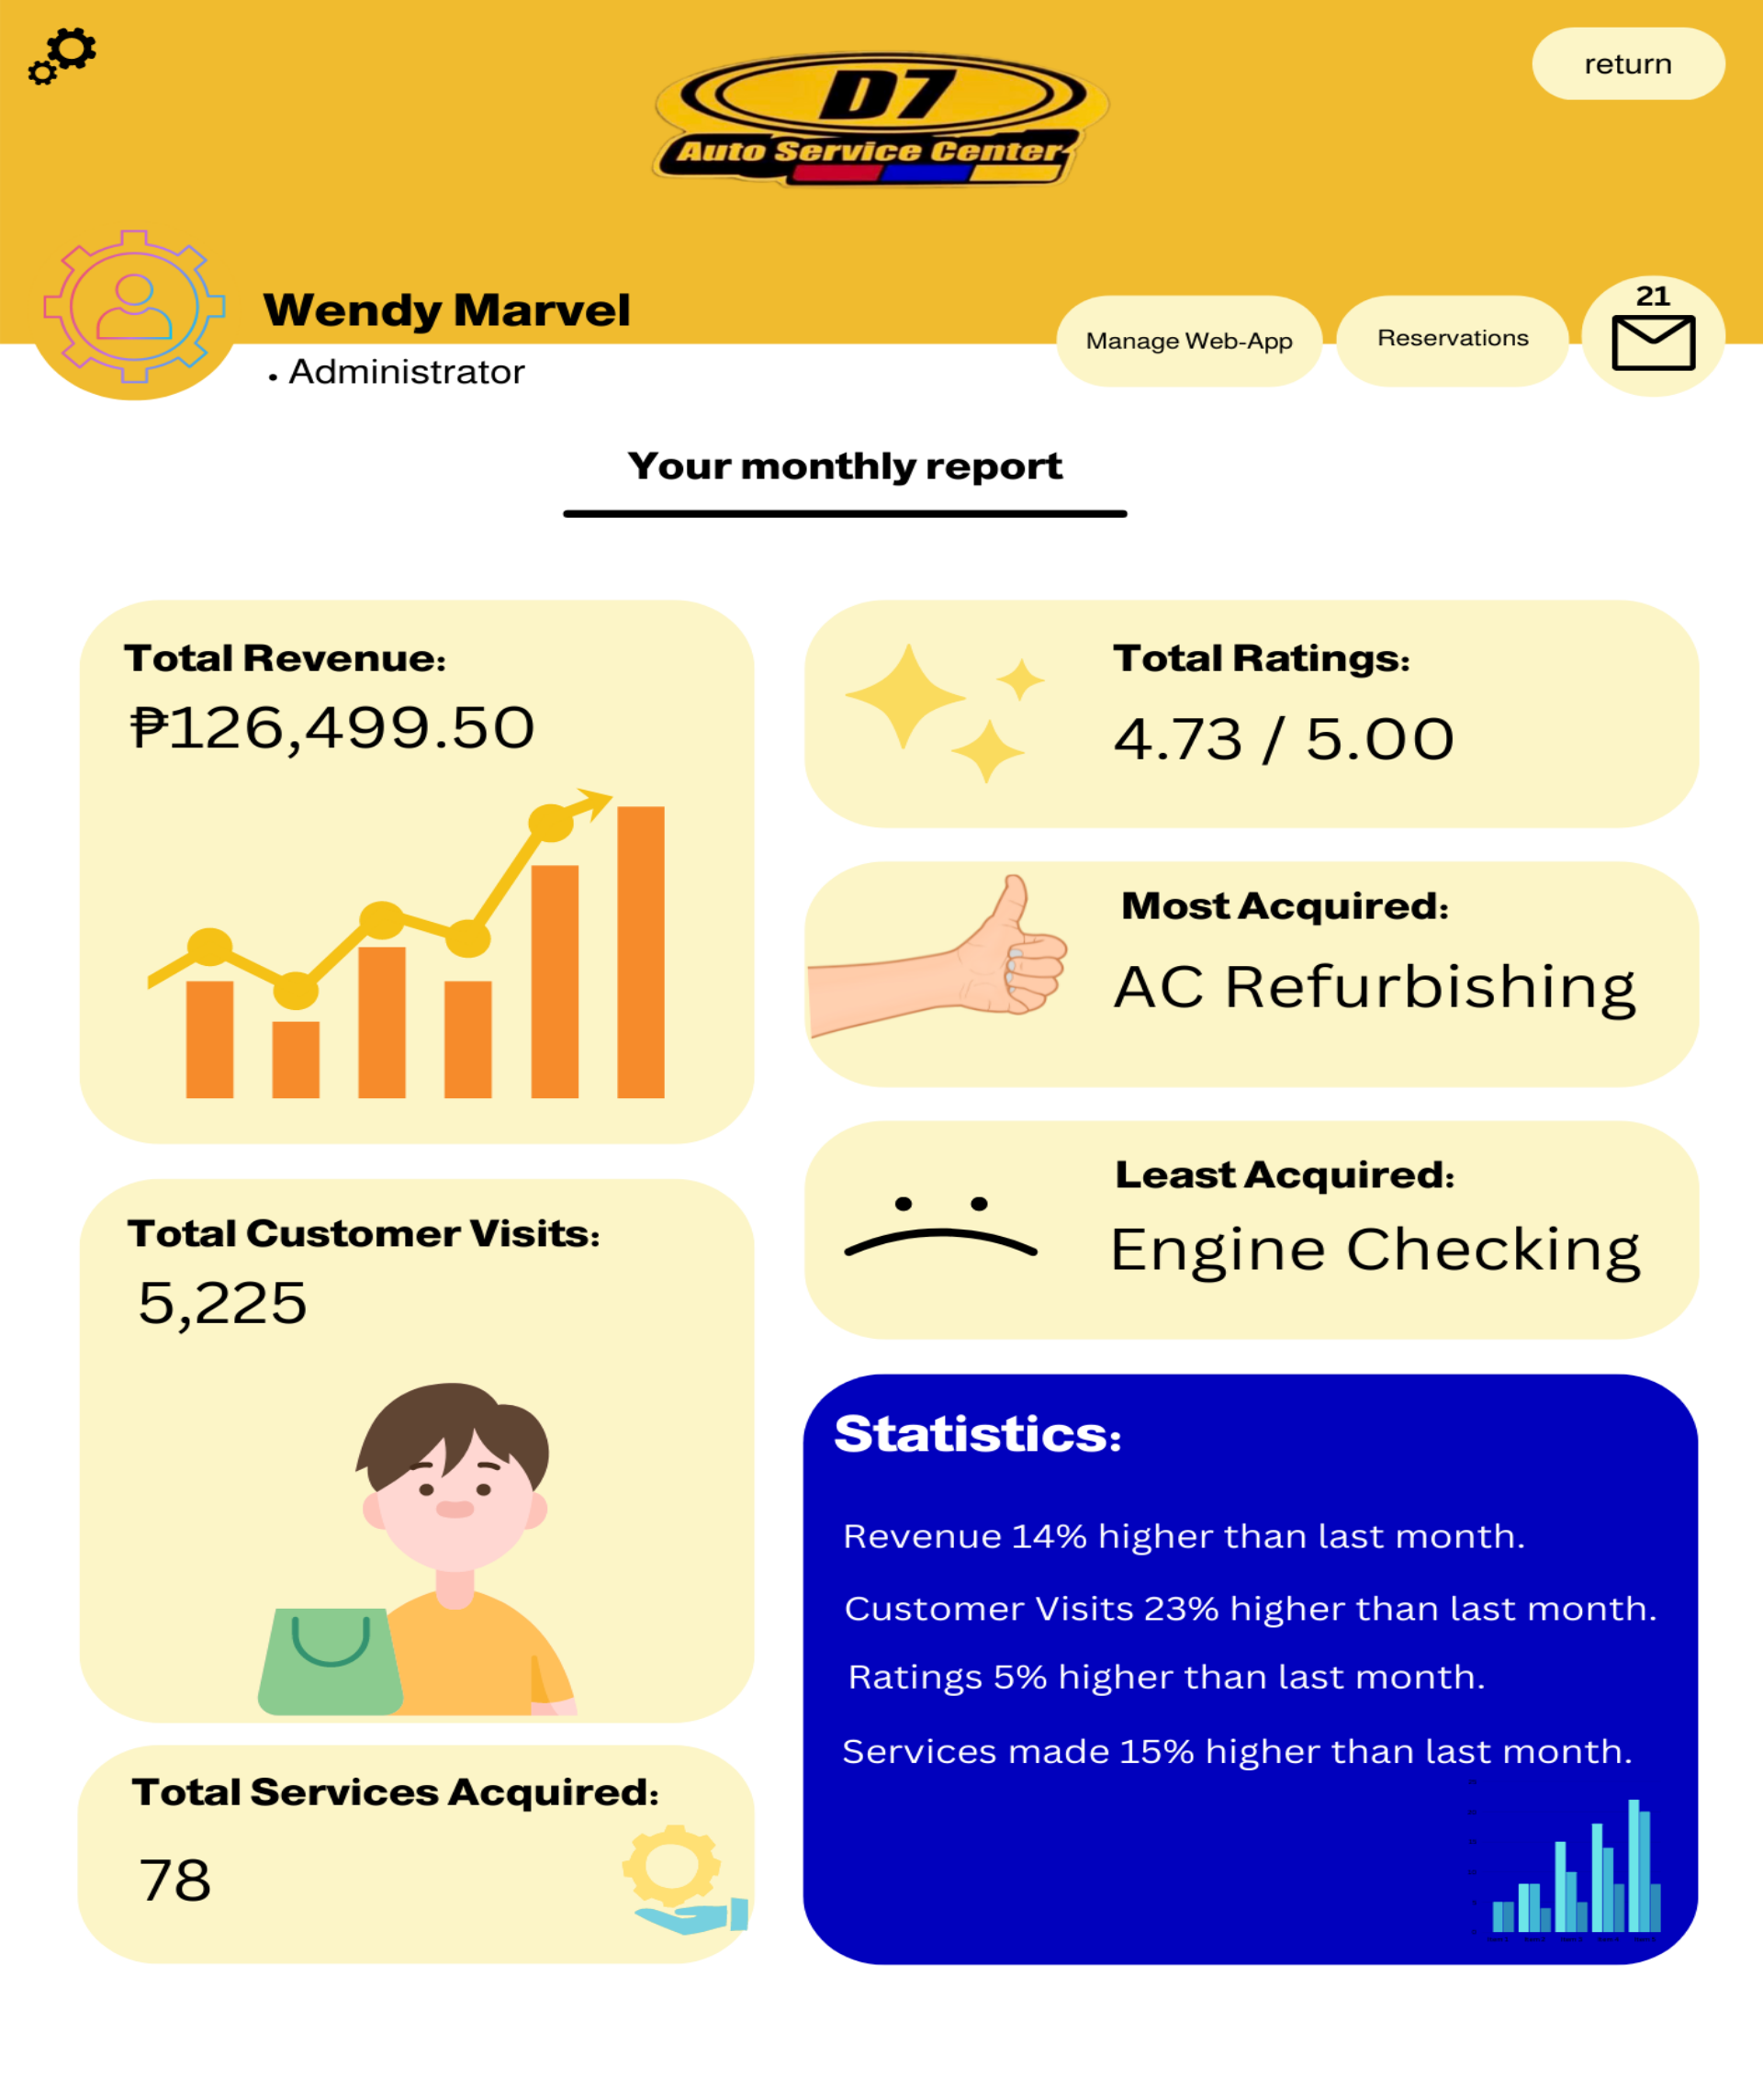 return
D7
Auto Service Center
Wendy Marvel
• Administrator
Manage Web-App
Reservations
21
Your monthly report
Total Revenue:
₱126,499.50
Total Ratings:
4.73 / 5.00
Most Acquired:
AC Refurbishing
Least Acquired:
Engine Checking
Total Customer Visits:
5,225
Total Services Acquired:
78
Statistics:
Revenue 14% higher than last month.
Customer Visits 23% higher than last month.
Ratings 5% higher than last month.
Services made 15% higher than last month.